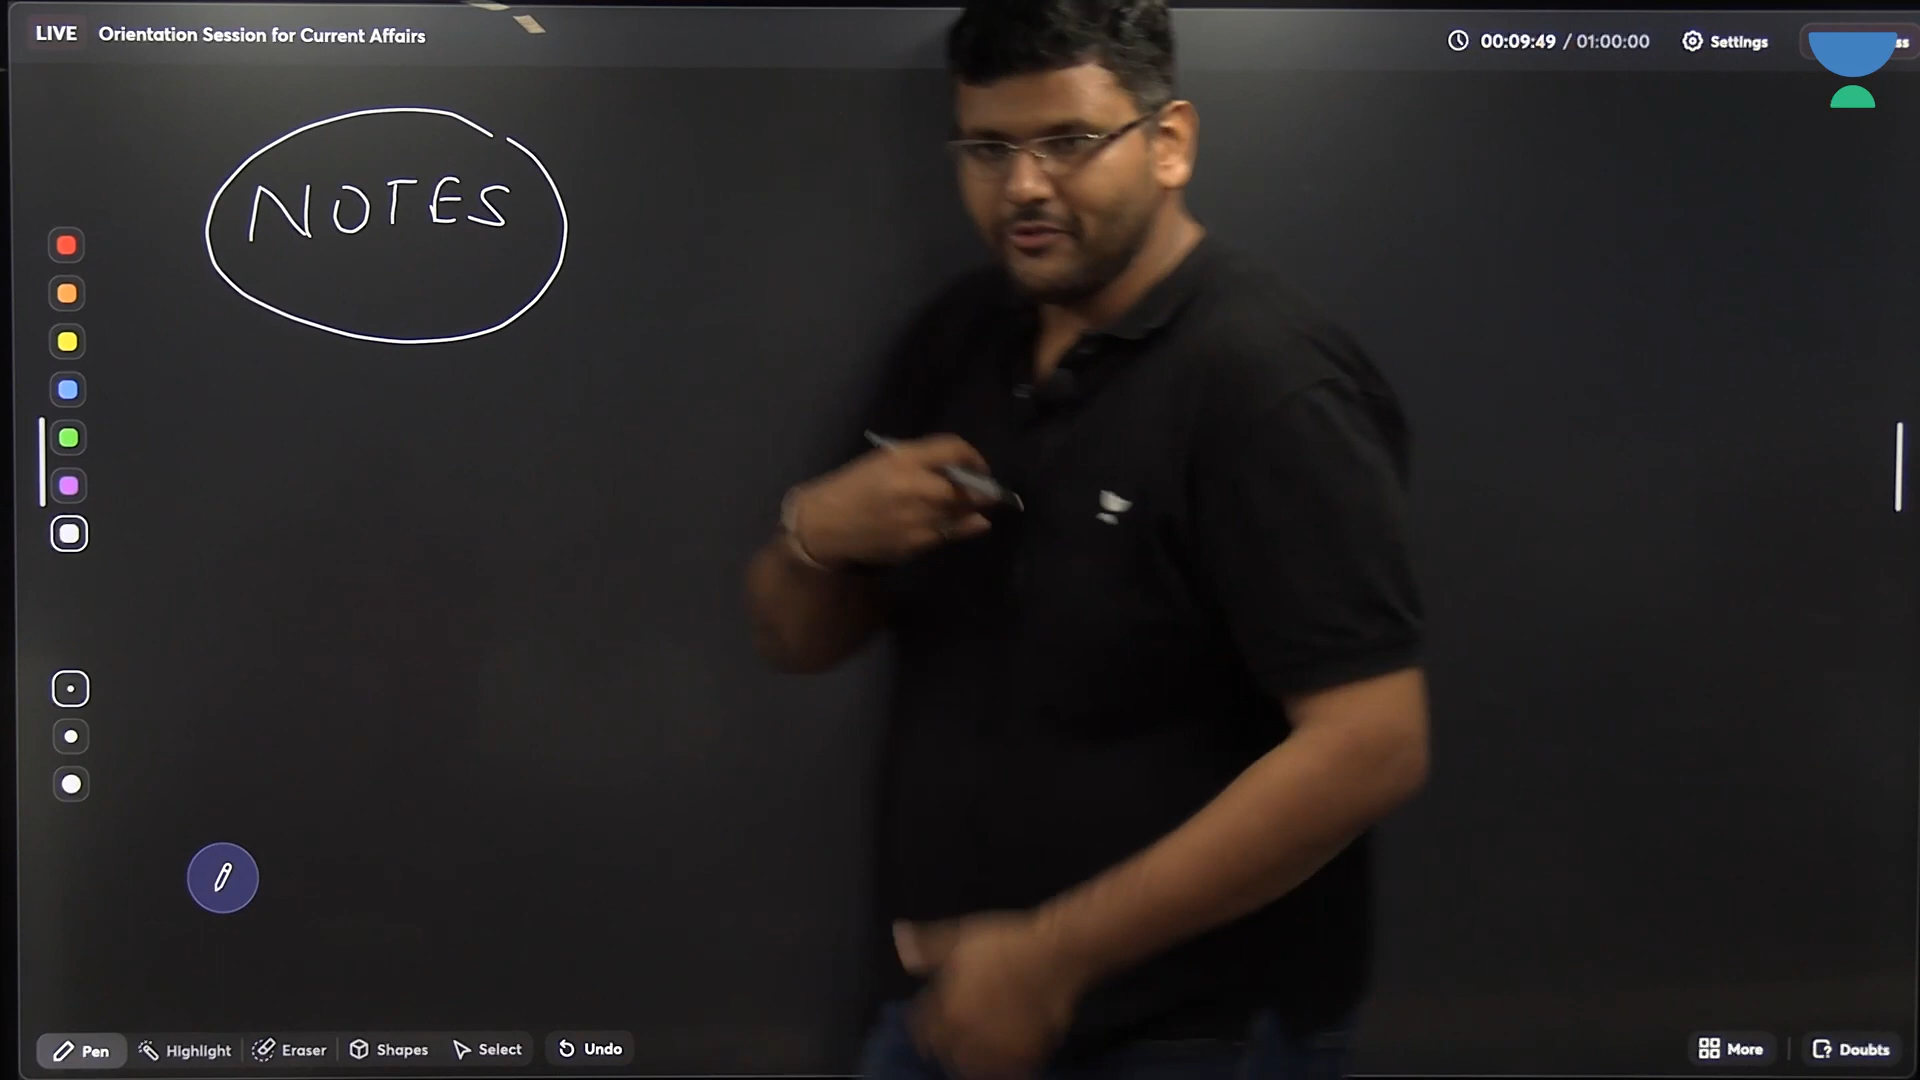 LIVE Orientation Session for Current Affairs 00:09:49 / 01:00:00 Settings
NOTES
Pen Highlight Eraser Shapes Select Undo More Doubts